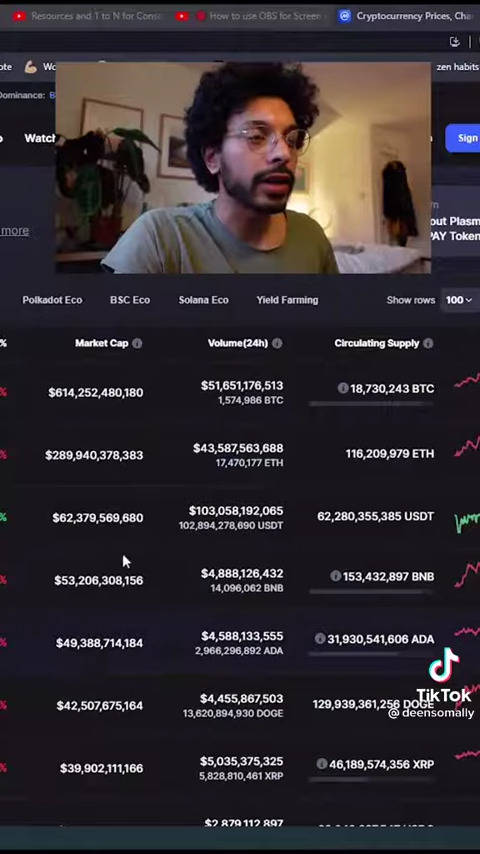 Resources and 1 to N for Cons
How to use OBS for Screen
Cryptocurrency Prices, Cha
ote
Wo
zen habits
Dominance: B
Watch
Sign
more
out Plasm
PAY Token
Polkadot Eco BSC Eco Solana Eco Yield Farming Show rows 100
% Market Cap Volume(24h) Circulating Supply
% $614,252,480,180 $51,651,176,513 18,730,243 BTC
1,574,986 BTC
% $289,940,378,383 $43,587,563,688 116,209,979 ETH
17,470,177 ETH
% $62,379,569,680 $103,058,192,065 62,280,355,385 USDT
102,894,278,690 USDT
% $53,206,308,156 $4,888,126,432 153,432,897 BNB
14,096,062 BNB
% $49,388,714,184 $4,588,133,555 31,930,541,606 ADA
2,966,296,892 ADA
% $42,507,675,164 $4,455,867,503 129,939,361,256 DOGE
13,620,894,930 DOGE
TikTok
@deensomally
% $39,902,111,166 $5,035,375,325 46,189,574,356 XRP
5,828,810,461 XRP
$2,879,112,897